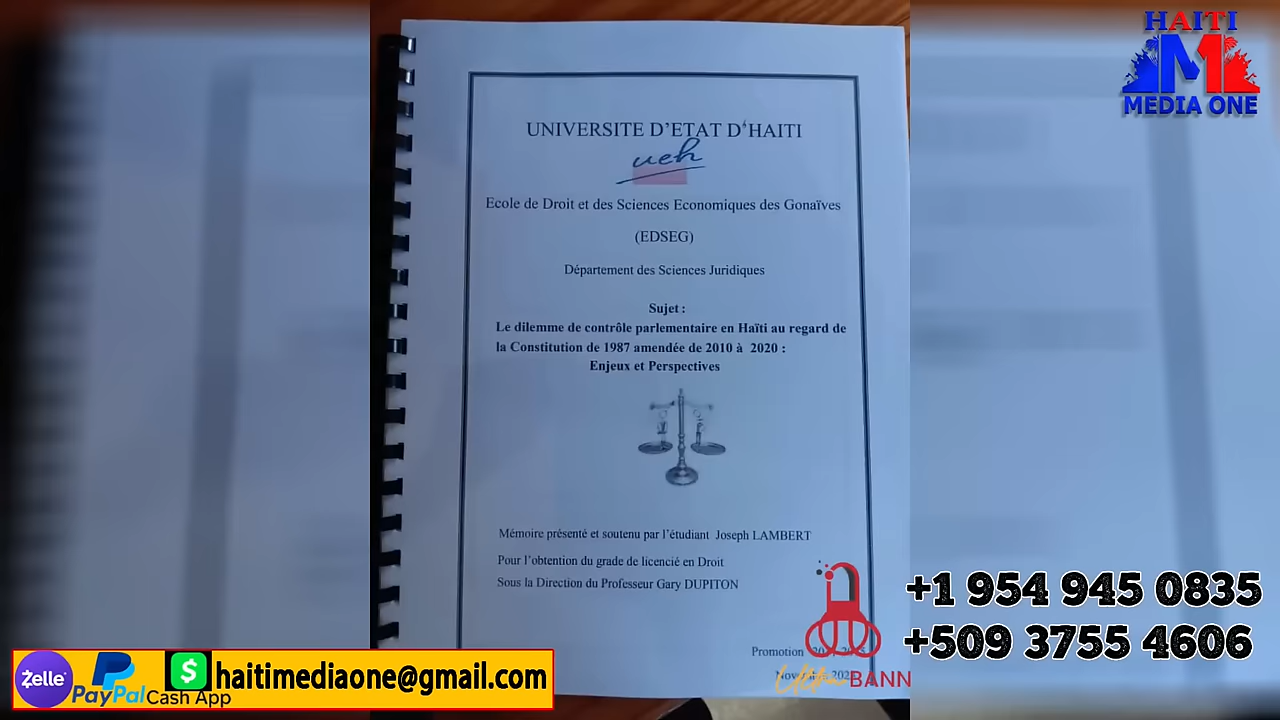 HAITI
M
MEDIA ONE
UNIVERSITE D'ETAT D'HAITI
ueh
Ecole de Droit et des Sciences Economiques des Gonaïves
(EDSEG)
Département des Sciences Juridiques
Sujet :
Le dilemme de contrôle parlementaire en Haïti au regard de
la Constitution de 1987 amendée de 2010 à 2020 :
Enjeux et Perspectives
Mémoire présenté et soutenu par l'étudiant Joseph LAMBERT
Pour l'obtention du grade de licencié en Droit
Sous la Direction du Professeur Gary DUPITON
Promotion
BANN
+1 954 945 0835
+509 3755 4606
Zelle
PayPal
$
Cash App
haitimediaone@gmail.com